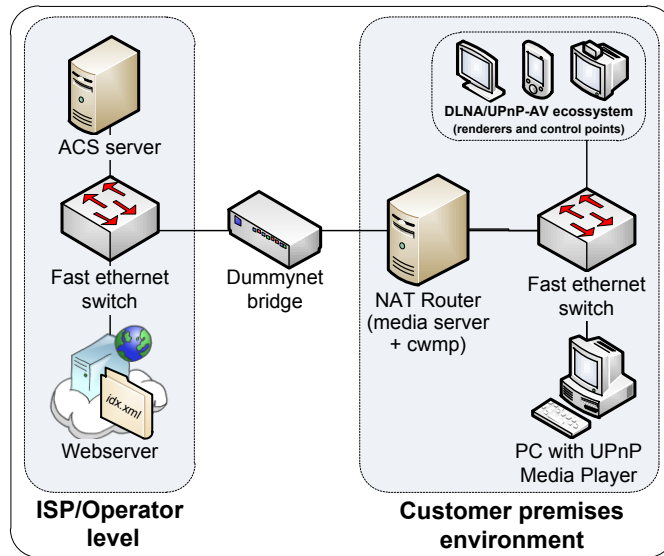 ACS server
Fast ethernet
switch
idx.xml
Webserver
ISP/Operator
level
Dummynet
bridge
DLNA/UPnP-AV ecossystem
(renderers and control points)
NAT Router
(media server
+ cwmp)
Fast ethernet
switch
PC with UPnP
Media Player
Customer premises
environment